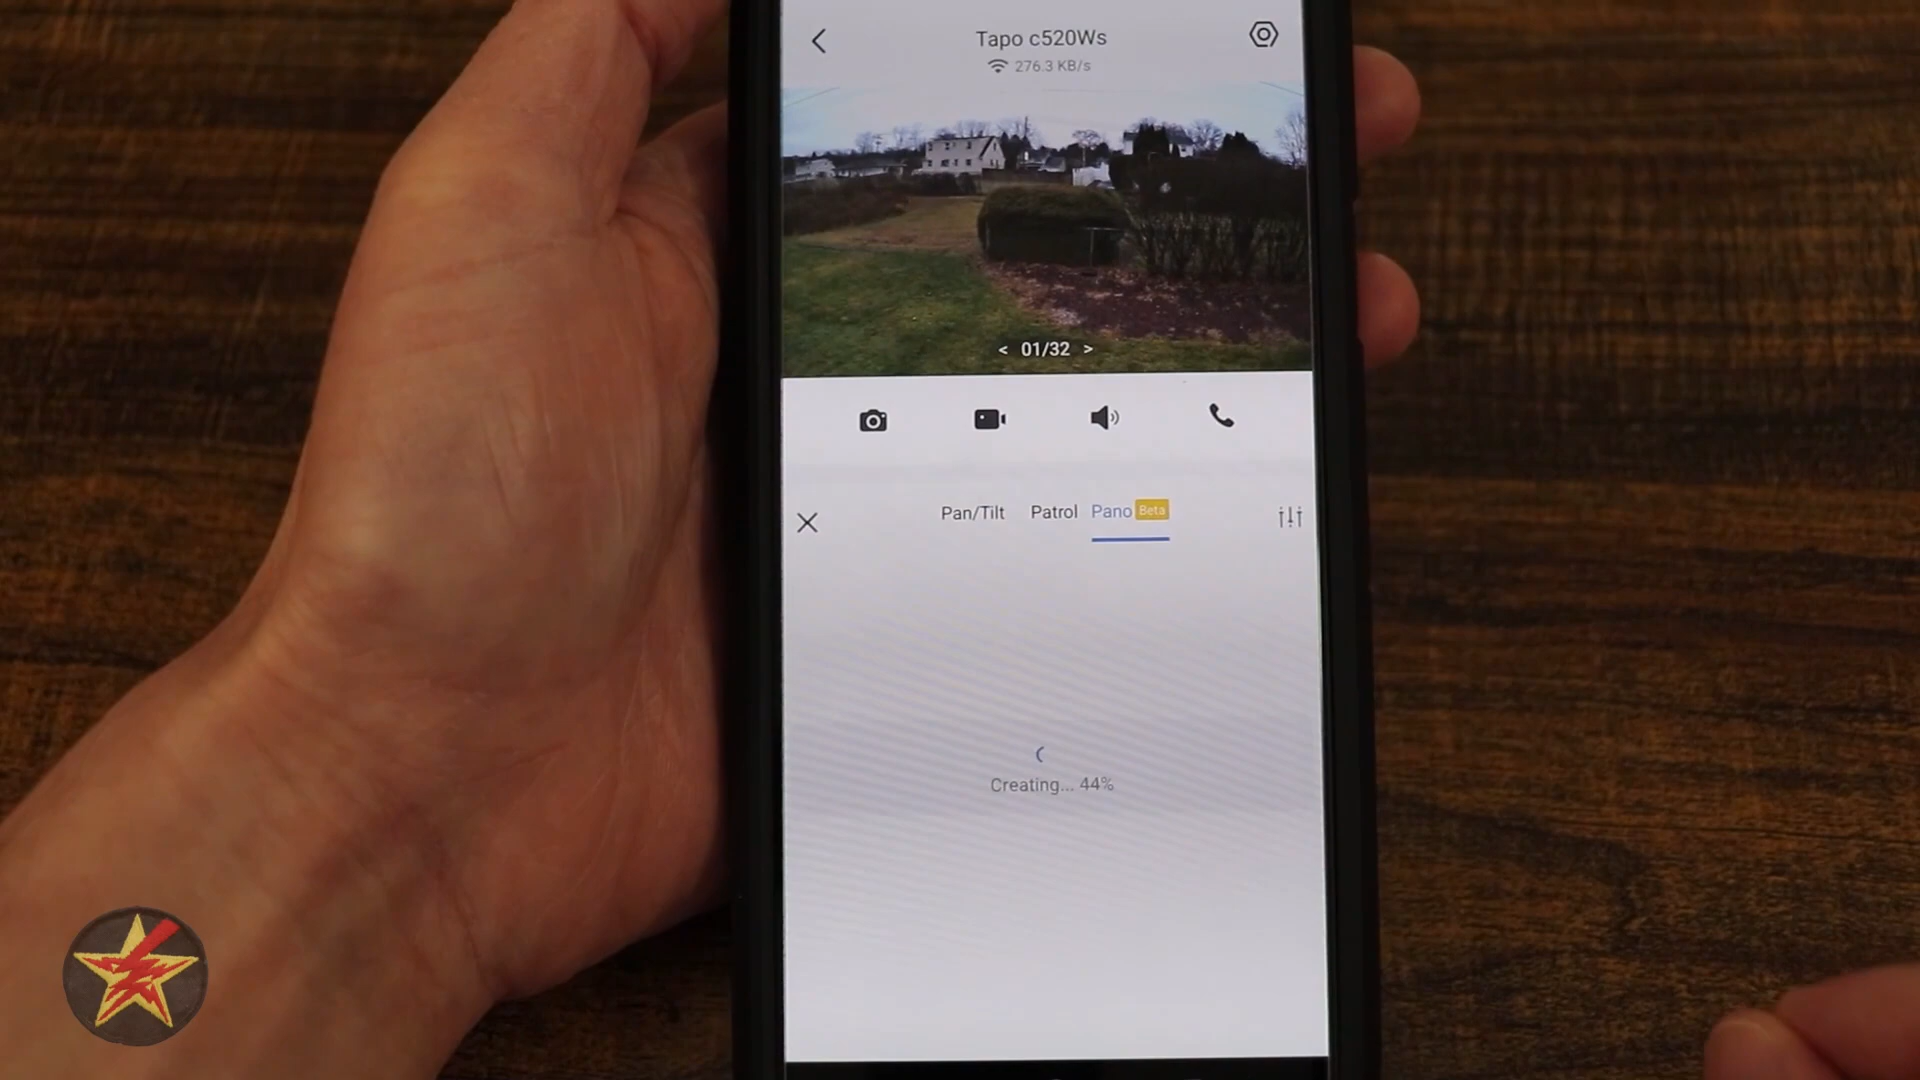 Tapo c520Ws
276.3 KB/s
< 01/32 >
Pan/Tilt Patrol Pano Beta
Creating... 44%